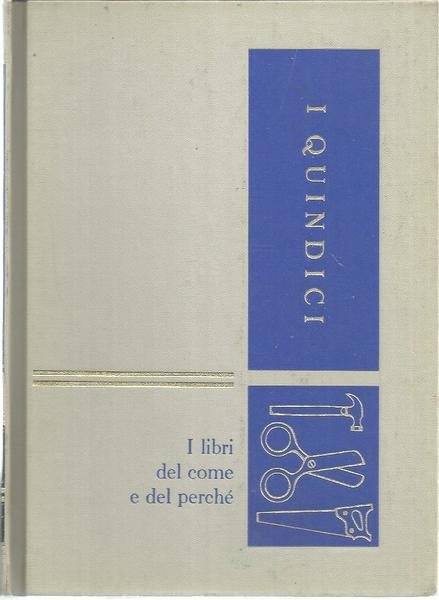 I QUINDICI
I libri
del come
e del perché